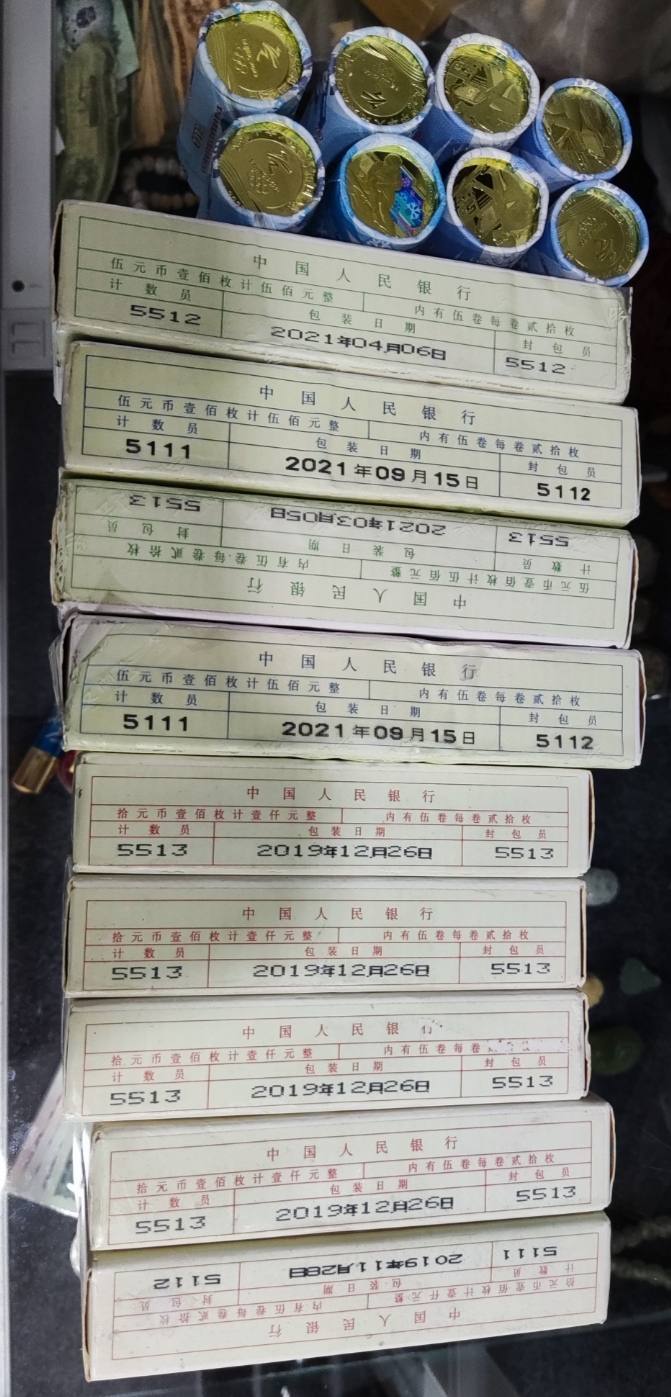 中国人民银行
伍元币壹佰枚计伍佰元整 内有伍卷每卷贰拾枚
计数员 包装日期 封包员
5512 2021年04月06日 5512
中国人民银行
伍元币壹佰枚计伍佰元整 内有伍卷每卷贰拾枚
计数员 包装日期 封包员
5111 2021年09月15日 5112
中国人民银行
伍元币壹佰枚计伍佰元整 内有伍卷每卷贰拾枚
计数员 包装日期 封包员
5513 2021年03月05日 5513
中国人民银行
伍元币壹佰枚计伍佰元整 内有伍卷每卷贰拾枚
计数员 包装日期 封包员
5111 2021年09月15日 5112
中国人民银行
拾元币壹佰枚计壹仟元整 内有伍卷每卷贰拾枚
计数员 包装日期 封包员
5513 2019年12月26日 5513
中国人民银行
拾元币壹佰枚计壹仟元整 内有伍卷每卷贰拾枚
计数员 包装日期 封包员
5513 2019年12月26日 5513
中国人民银
拾元币壹佰枚计壹仟元整 内有伍卷每卷
计数员 包装日期 封包员
5513 2019年12月26日 5513
中国人民银行
拾元币壹佰枚计壹仟元整 内有伍卷每卷贰拾枚
计数员 包装日期 封包员
5513 2019年12月26日 5513
中国人民银行
拾元币壹佰枚计壹仟元整 内有伍卷每卷贰拾枚
计数员 包装日期 封包员
5111 2019年11月28日 5112